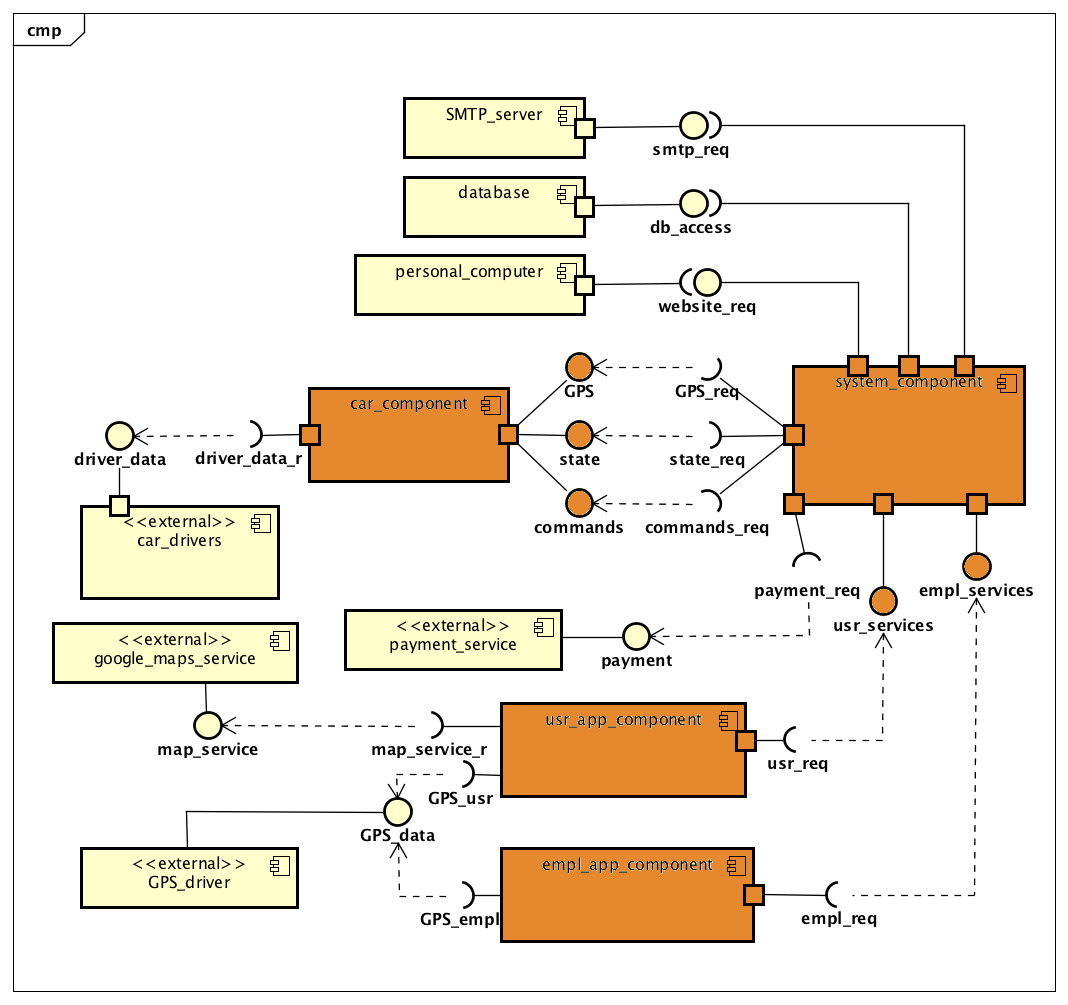 cmp
SMTP_server
smtp_req
database
db_access
personal_computer
website_req
GPS
GPS_req
system_component
car_component
driver_data
driver_data_r
state
state_req
commands
commands_req
<<external>>
car_drivers
payment_req
empl_services
usr_services
<<external>>
payment_service
payment
<<external>>
google_maps_service
map_service
map_service_r
usr_app_component
usr_req
GPS_usr
GPS_data
<<external>>
GPS_driver
empl_app_component
GPS_empl
empl_req